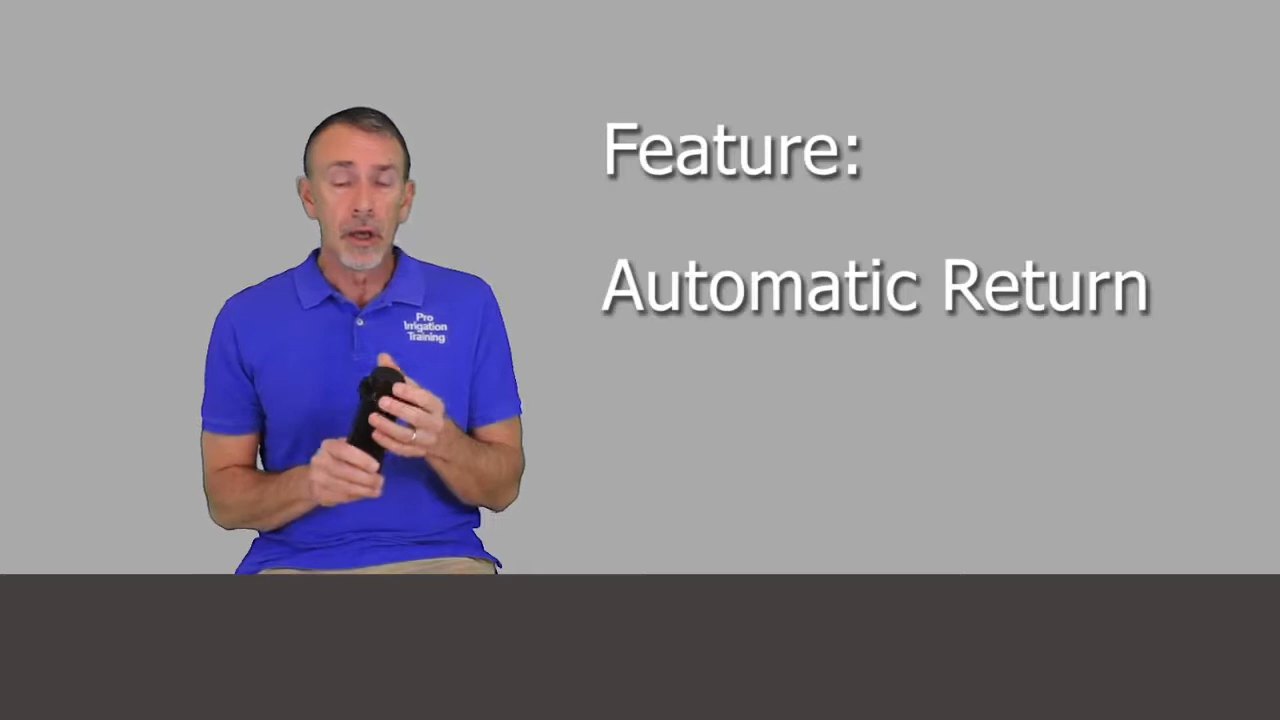 Feature:
Automatic Return
Pro
Irrigation
Training